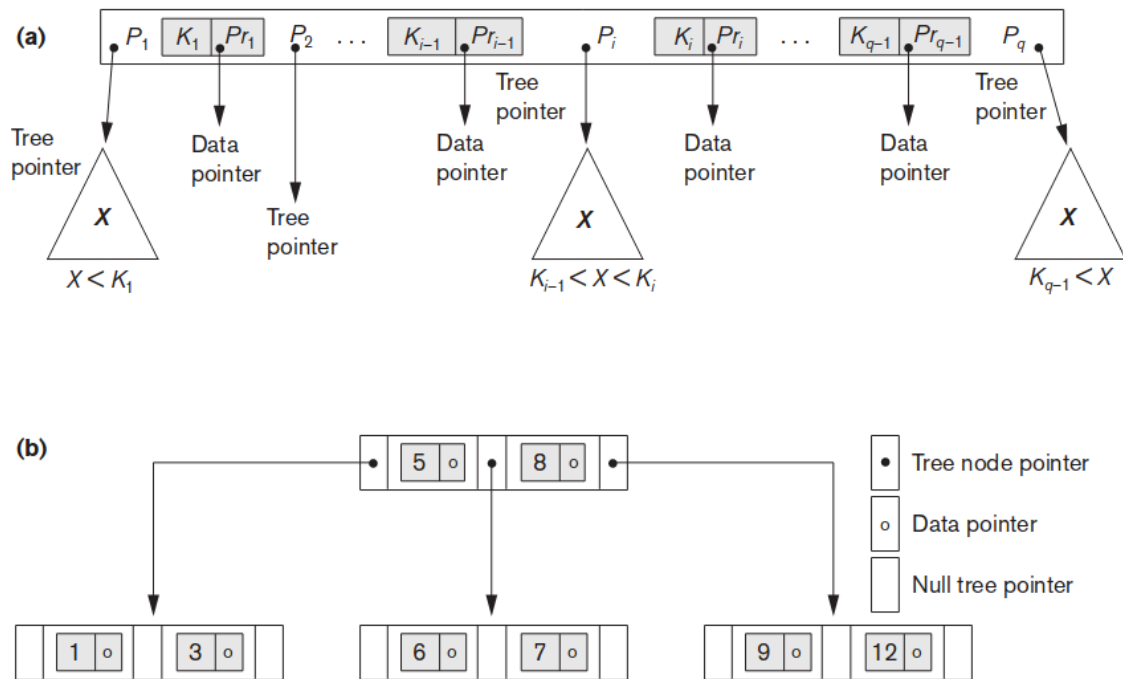 (a)
P1 K1 Pr1 P2 . . . Ki–1 Pri–1 Pi Ki Pri . . . Kq–1 Prq–1 Pq
Tree
pointer
Data
pointer
Tree
pointer
Data
pointer
Tree
pointer
Data
pointer
Data
pointer
Tree
pointer
X
X
X
X < K1
Ki–1 < X < Ki
Kq–1 < X
(b)
5 o 8 o
Tree node pointer
o Data pointer
Null tree pointer
1 o 3 o
6 o 7 o
9 o 12 o